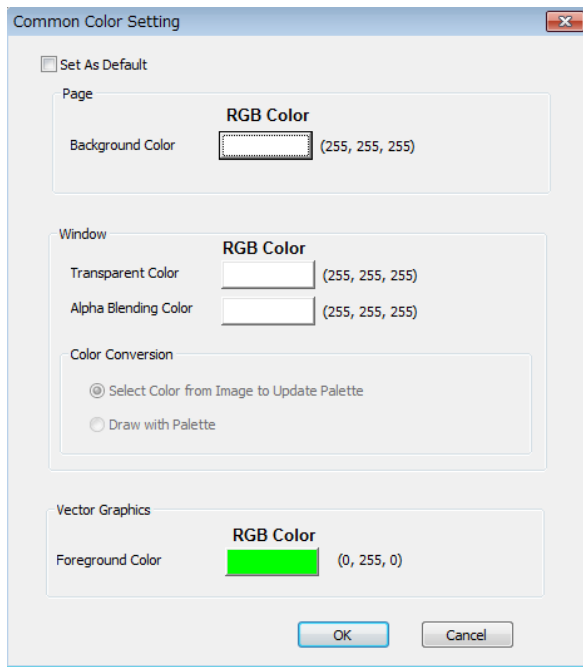 Common Color Setting
Set As Default
Page
RGB Color
Background Color (255, 255, 255)
Window
RGB Color
Transparent Color (255, 255, 255)
Alpha Blending Color (255, 255, 255)
Color Conversion
Select Color from Image to Update Palette
Draw with Palette
Vector Graphics
RGB Color
Foreground Color (0, 255, 0)
OK Cancel